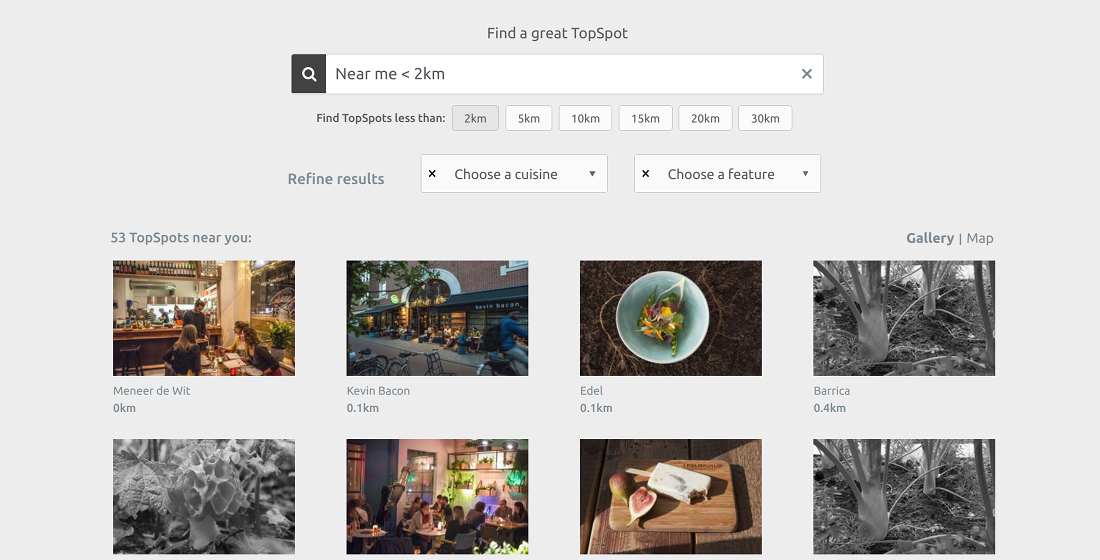 Find a great TopSpot
Near me < 2km ×
Find TopSpots less than: 2km 5km 10km 15km 20km 30km
Refine results × Choose a cuisine ▼ × Choose a feature ▼
53 TopSpots near you: Gallery | Map
kevin bacon
Meneer de Wit
0km
Kevin Bacon
0.1km
Edel
0.1km
Barrica
0.4km